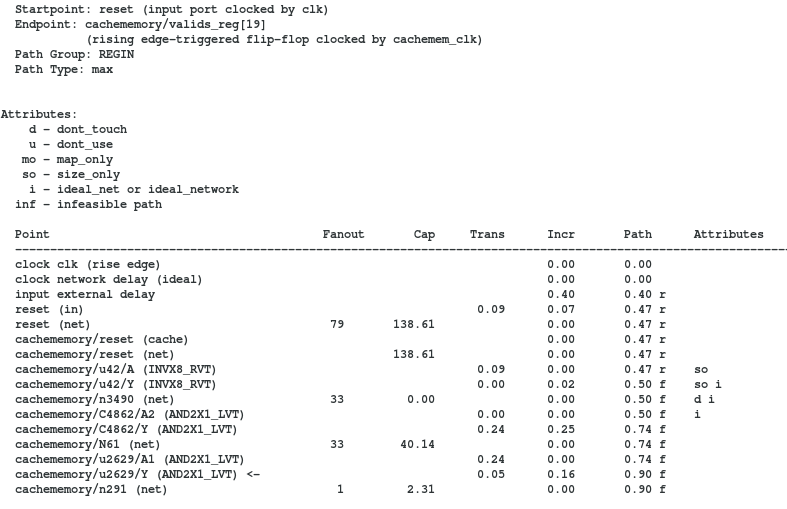 Startpoint: reset (input port clocked by clk)
Endpoint: cachememory/valids_reg[19]
(rising edge-triggered flip-flop clocked by cachemem_clk)
Path Group: REGIN
Path Type: max
Attributes:
d - dont_touch
u - dont_use
mo - map_only
so - size_only
i - ideal_net or ideal_network
inf - infeasible path
Point Fanout Cap Trans Incr Path Attributes
clock clk (rise edge) 0.00 0.00
clock network delay (ideal) 0.00 0.00
input external delay 0.40 0.40 r
reset (in) 0.09 0.07 0.47 r
reset (net) 79 138.61 0.00 0.47 r
cachememory/reset (cache) 0.00 0.47 r
cachememory/reset (net) 138.61 0.00 0.47 r
cachememory/u42/A (INVX8_RVT) 0.09 0.00 0.47 r so
cachememory/u42/Y (INVX8_RVT) 0.00 0.02 0.50 f so i
cachememory/n3490 (net) 33 0.00 0.00 0.50 f d i
cachememory/C4862/A2 (AND2X1_LVT) 0.00 0.00 0.50 f i
cachememory/C4862/Y (AND2X1_LVT) 0.24 0.25 0.74 f
cachememory/N61 (net) 33 40.14 0.00 0.74 f
cachememory/u2629/A1 (AND2X1_LVT) 0.24 0.00 0.74 f
cachememory/u2629/Y (AND2X1_LVT) <- 0.05 0.16 0.90 f
cachememory/n291 (net) 1 2.31 0.00 0.90 f